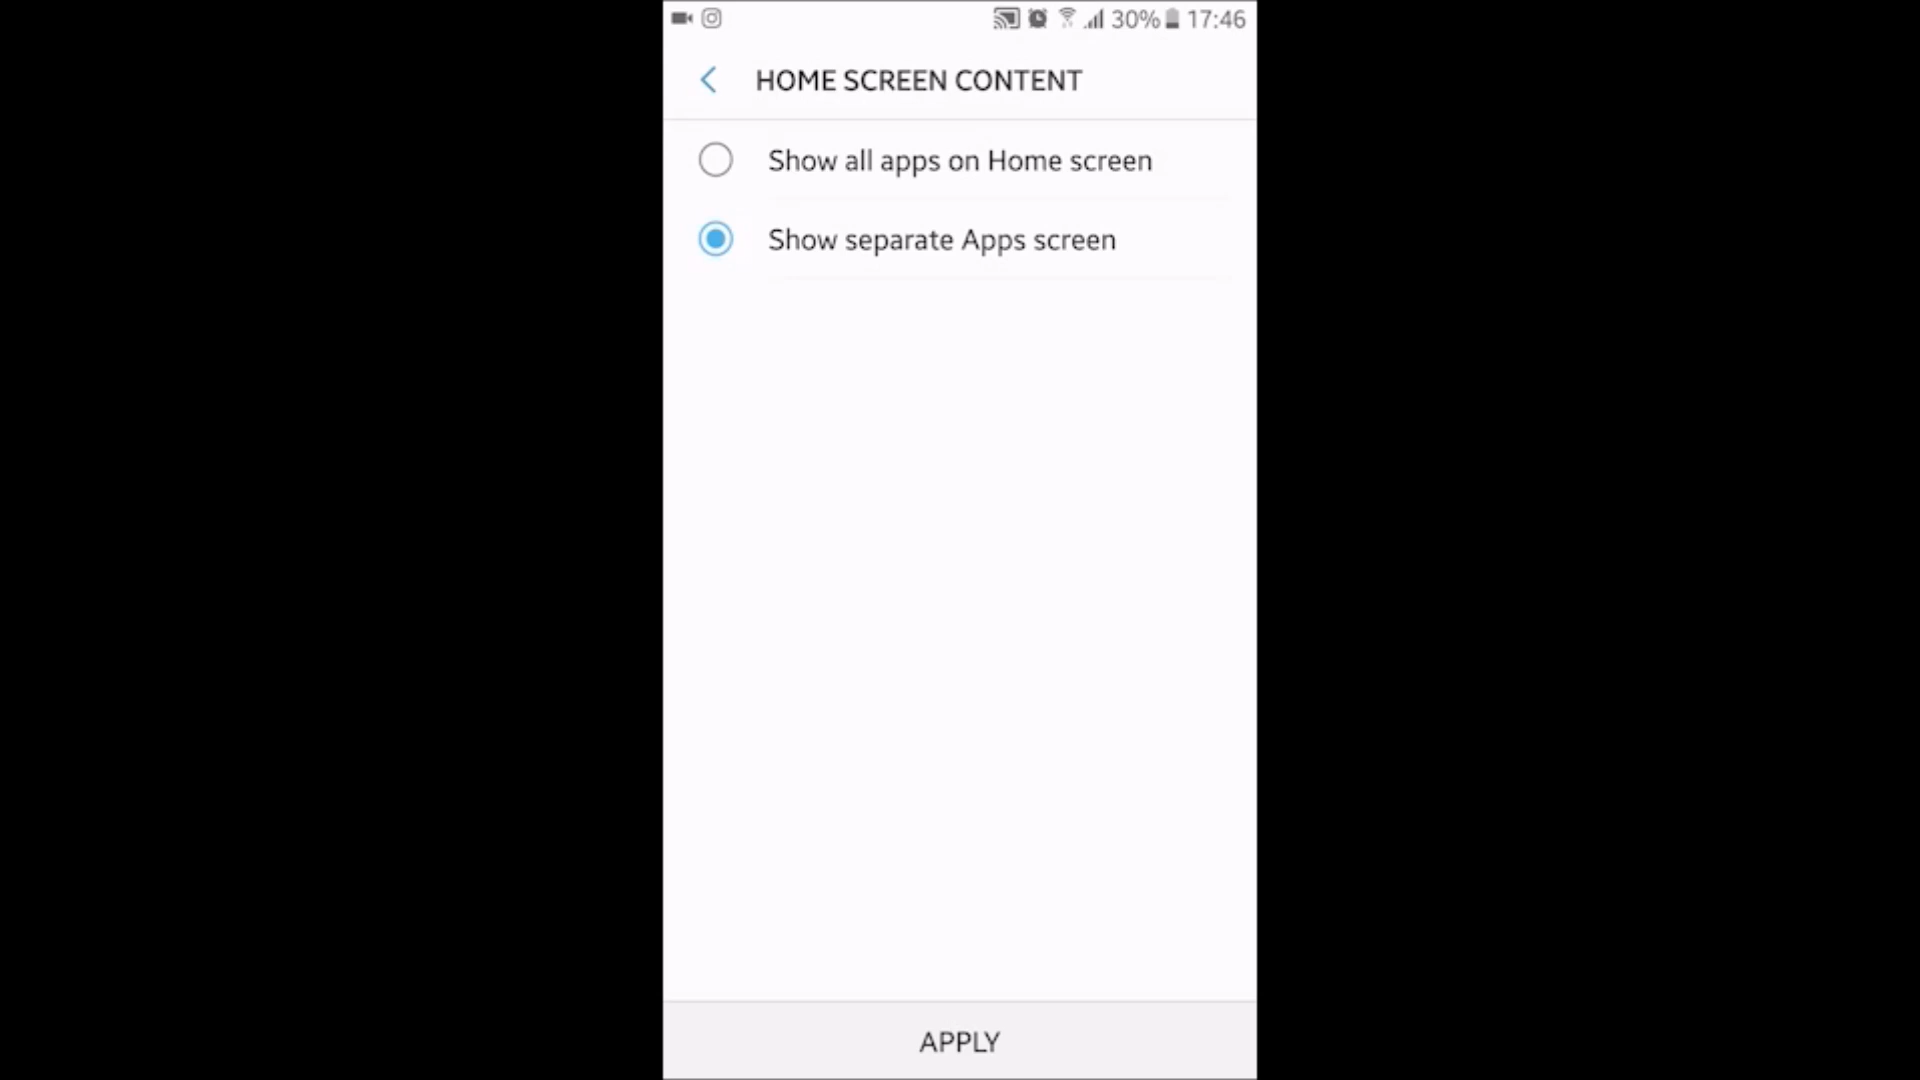 30% 17:46
HOME SCREEN CONTENT
Show all apps on Home screen
Show separate Apps screen
APPLY